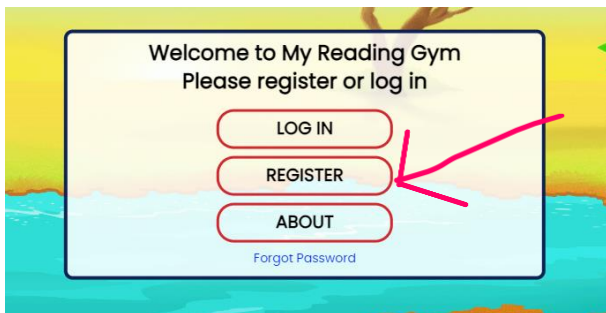 Welcome to My Reading Gym
Please register or log in
LOG IN
REGISTER
ABOUT
Forgot Password